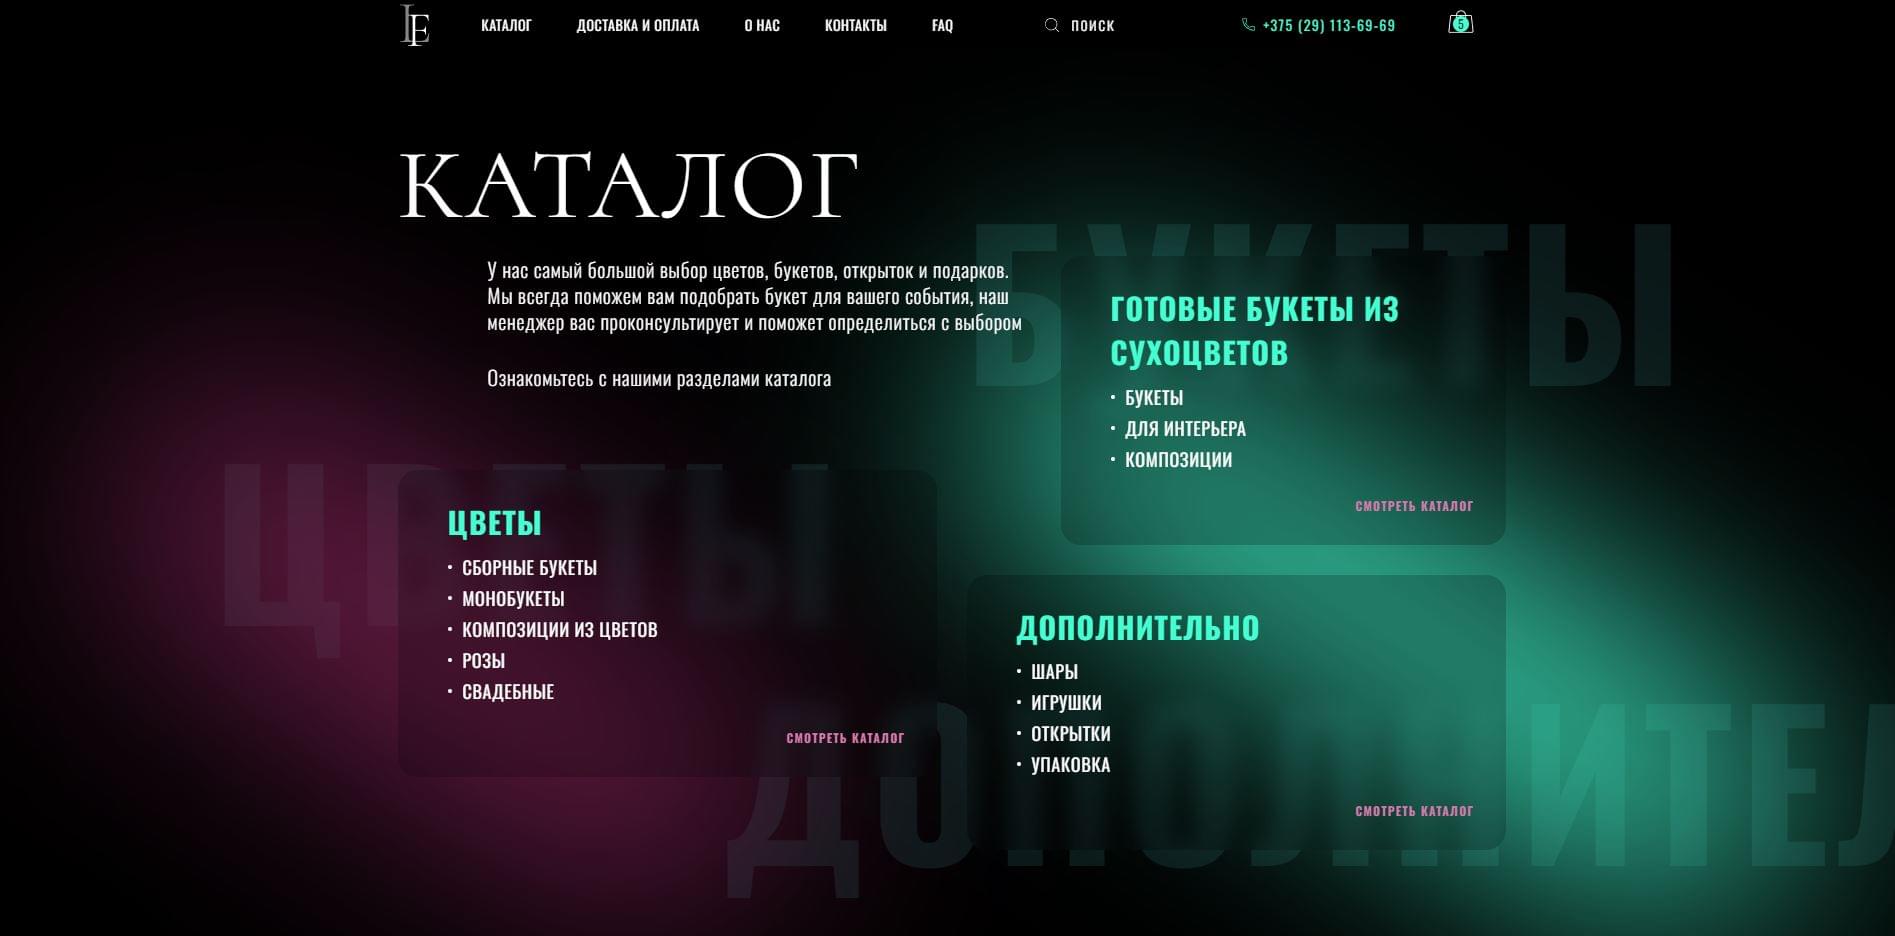 LE
КАТАЛОГ
ДОСТАВКА И ОПЛАТА
О НАС
КОНТАКТЫ
FAQ
ПОИСК
+375 (29) 113-69-69
5
КАТАЛОГ
У нас самый большой выбор цветов, букетов, открыток и подарков.
Мы всегда поможем вам подобрать букет для вашего события, наш
менеджер вас проконсультирует и поможет определиться с выбором
Ознакомьтесь с нашими разделами каталога
БУКЕТЫ
ГОТОВЫЕ БУКЕТЫ ИЗ
СУХОЦВЕТОВ
• БУКЕТЫ
• ДЛЯ ИНТЕРЬЕРА
• КОМПОЗИЦИИ
СМОТРЕТЬ КАТАЛОГ
ЦВЕТЫ
ЦВЕТЫ
• СБОРНЫЕ БУКЕТЫ
• МОНОБУКЕТЫ
• КОМПОЗИЦИИ ИЗ ЦВЕТОВ
• РОЗЫ
• СВАДЕБНЫЕ
СМОТРЕТЬ КАТАЛОГ
ДОПОЛНИТЕЛ
ДОПОЛНИТЕЛЬНО
• ШАРЫ
• ИГРУШКИ
• ОТКРЫТКИ
• УПАКОВКА
СМОТРЕТЬ КАТАЛОГ